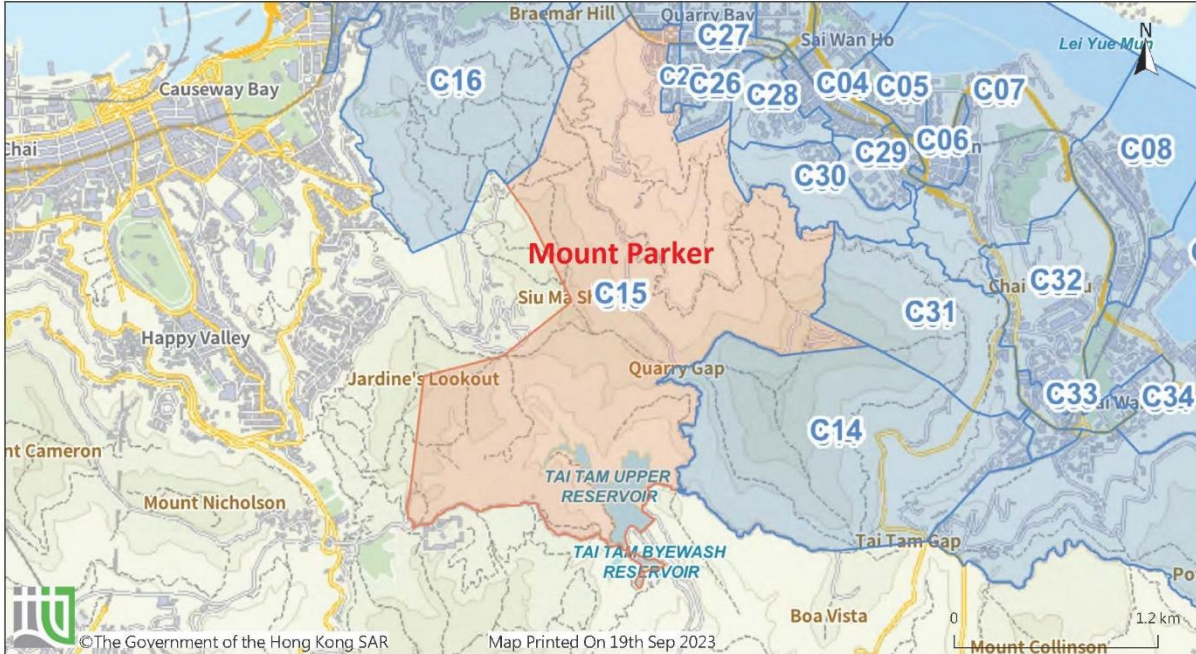 Braemar Hill
Quarry Bay
C27
Sai Wan Ho
Lei Yue Mun
N
C16
Causeway Bay
C26
C28
C04
C05
C07
Chai
C06
C29
C08
C30
Mount Parker
C15
C32
C31
Happy Valley
Jardine's Lookout
Quarry Gap
C33
C34
C14
nt Cameron
TAI TAM UPPER
RESERVOIR
Mount Nicholson
TAI TAM BYEWASH
RESERVOIR
Tai Tam Gap
Boa Vista
0
1.2 km
©The Government of the Hong Kong SAR
Map Printed On 19th Sep 2023
Mount Collinson